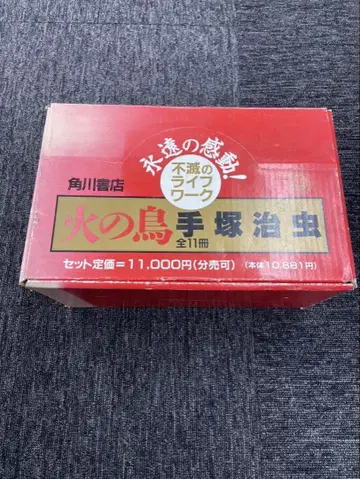 永遠の感動!
不滅の
ライフ
ワーク
角川書店
火の鳥 手塚治虫
全11冊
セット定価=11,000円(分売可) (本体10,681円)